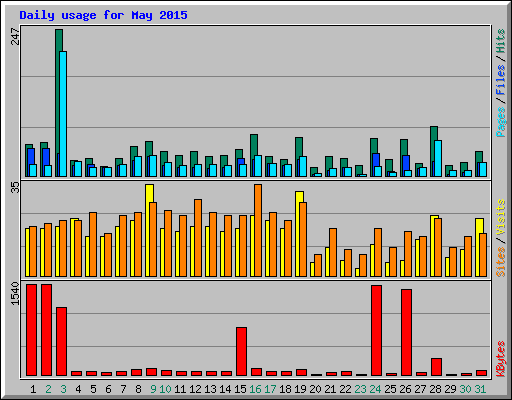 Daily usage for May 2015
247
Pages / Files / Hits
35
Sites / Visits
1540
KBytes
1 2 3 4 5 6 7 8 9 10 11 12 13 14 15 16 17 18 19 20 21 22 23 24 25 26 27 28 29 30 31